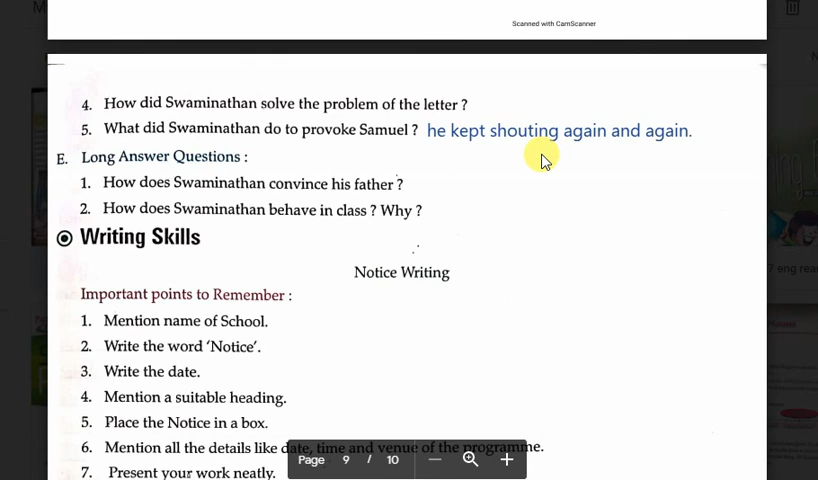 Scanned with CamScanner
4. How did Swaminathan solve the problem of the letter ?
5. What did Swaminathan do to provoke Samuel ? he kept shouting again and again.
E. Long Answer Questions :
1. How does Swaminathan convince his father ?
2. How does Swaminathan behave in class ? Why ?
Writing Skills
Notice Writing
Important points to Remember :
1. Mention name of School.
2. Write the word ‘Notice’.
3. Write the date.
4. Mention a suitable heading.
5. Place the Notice in a box.
6. Mention all the details like date, time and venue of the programme.
Page 9 / 10
7. Present your work neatly.